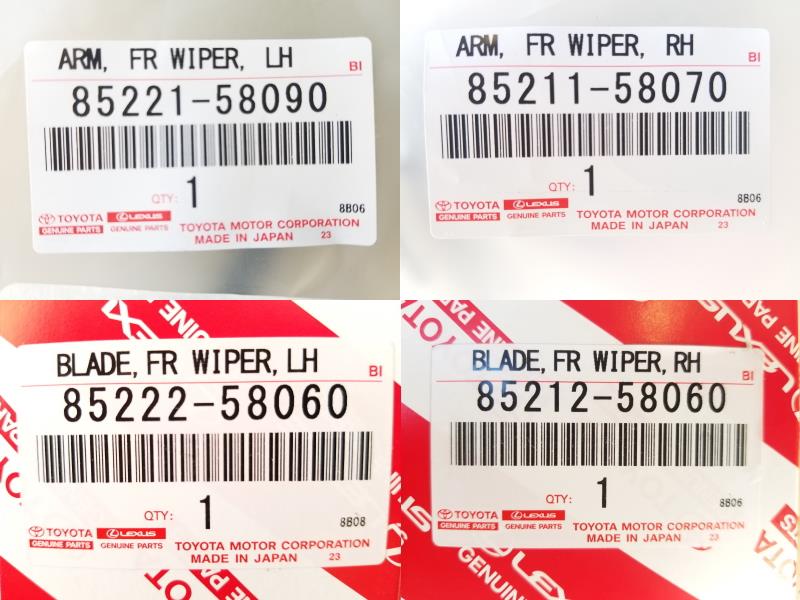 ARM, FR WIPER, LH
BI
85221-58090
QTY: 1
8B06
TOYOTA LEXUS
GENUINE PARTS GENUINE PARTS
TOYOTA MOTOR CORPORATION
MADE IN JAPAN 23
ARM, FR WIPER, RH
BI
85211-58070
QTY: 1
8B06
TOYOTA LEXUS
GENUINE PARTS GENUINE PARTS
TOYOTA MOTOR CORPORATION
MADE IN JAPAN 23
BLADE, FR WIPER, LH
BI
85222-58060
QTY: 1
8B08
TOYOTA LEXUS
GENUINE PARTS GENUINE PARTS
TOYOTA MOTOR CORPORATION
MADE IN JAPAN 23
BLADE, FR WIPER, RH
BI
85212-58060
QTY: 1
8B06
TOYOTA LEXUS
GENUINE PARTS GENUINE PARTS
TOYOTA MOTOR CORPORATION
MADE IN JAPAN 23